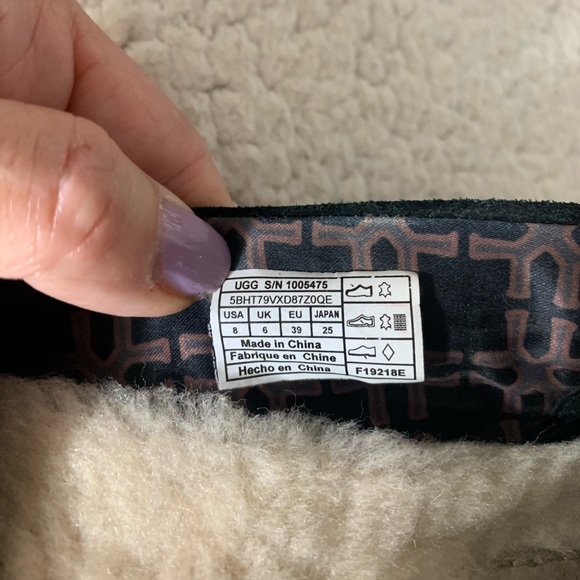 UGG S/N 1005475
5BHT79VXD87Z0QE
USA UK EU JAPAN
8 6 39 25
Made in China
Fabrique en Chine
Hecho en China
F19218E